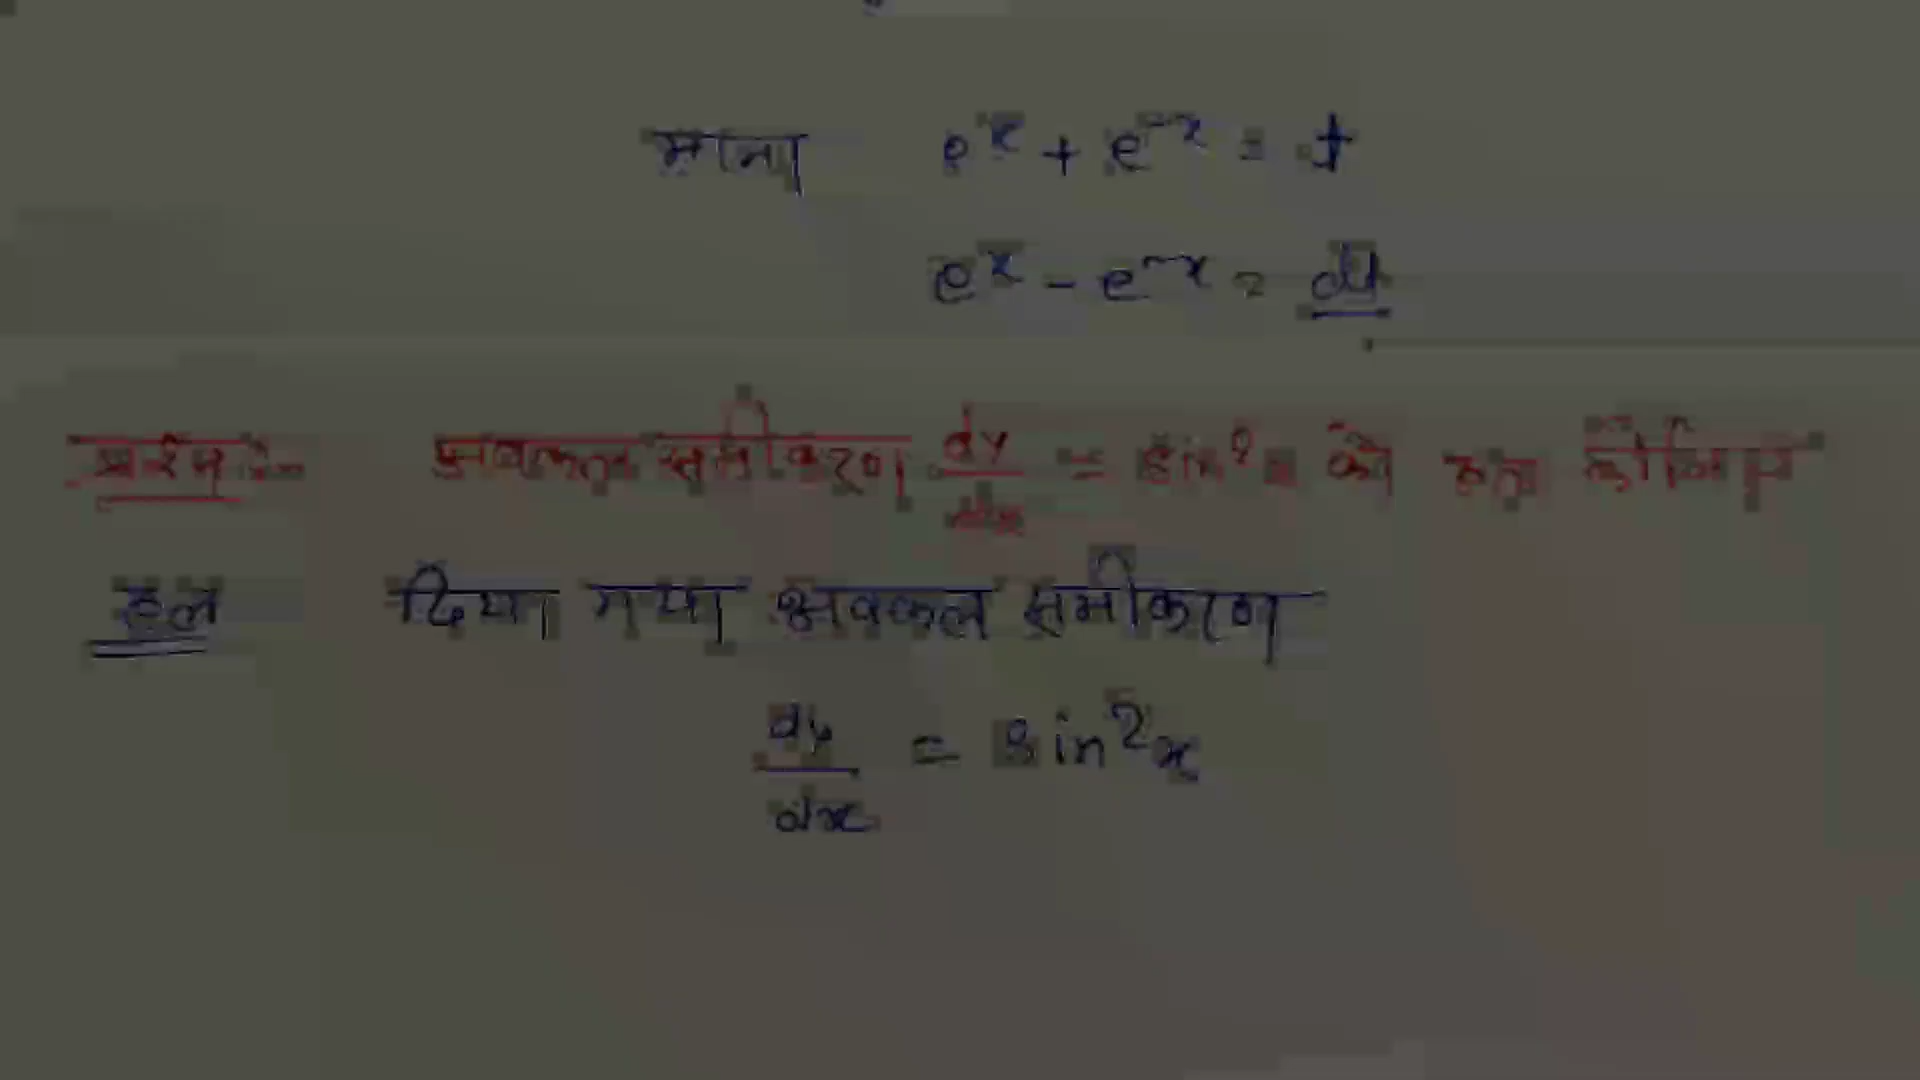 माना e^x + e^-x = t
e^x - e^-x = dt
प्रश्न:- अवकल समीकरण dy/dx = sin²x को हल कीजिए
हल दिया गया अवकल समीकरण
dy/dx = sin²x